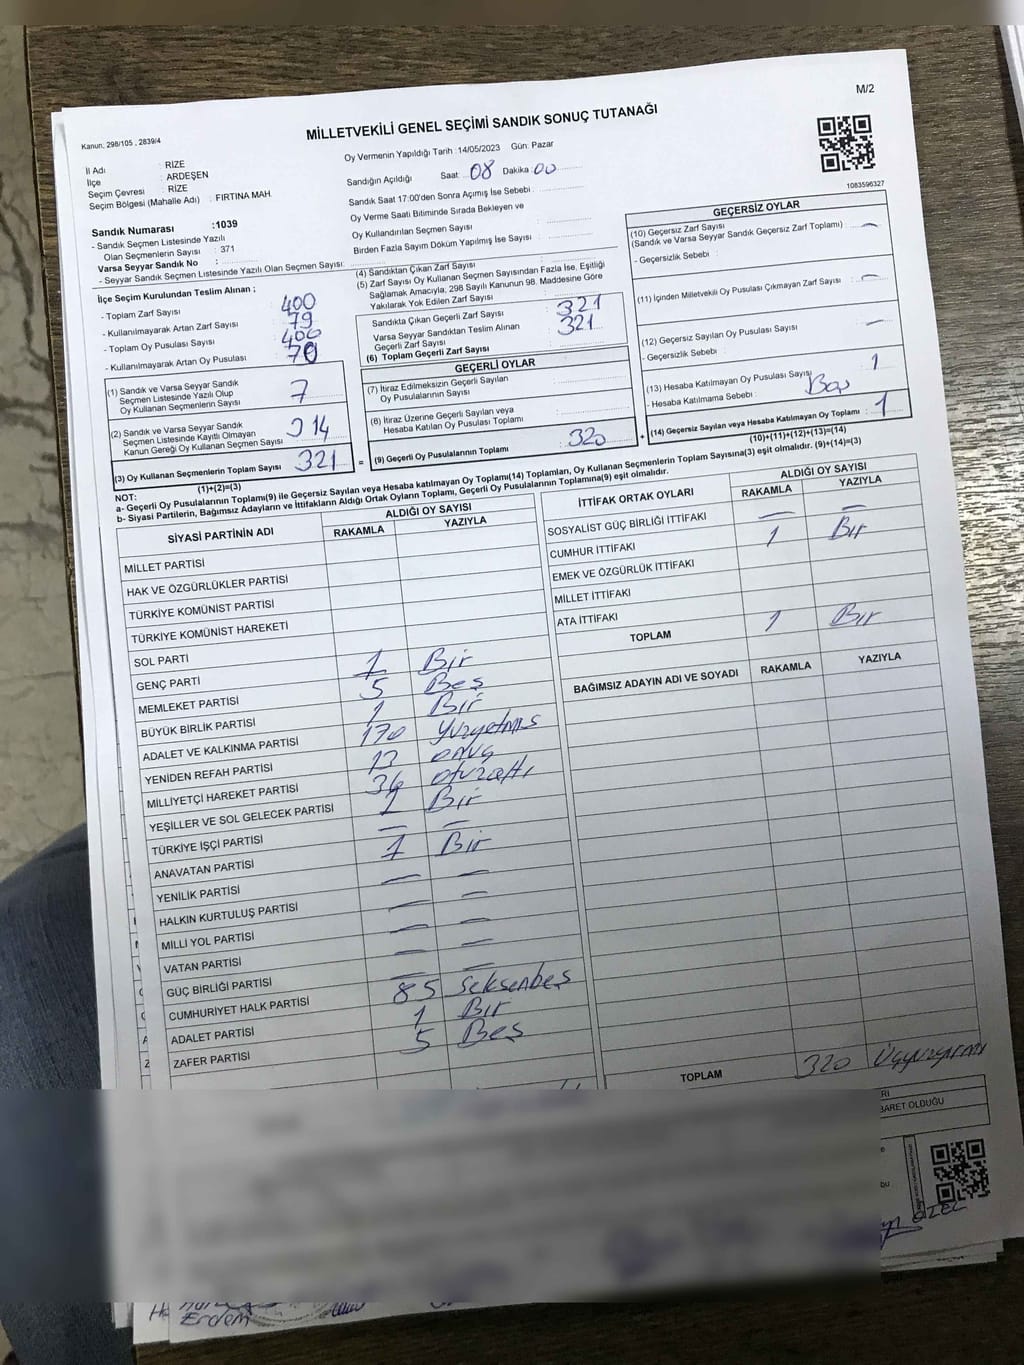 M/2
Kanun, 298/105 , 2839/4
MİLLETVEKİLİ GENEL SEÇİMİ SANDIK SONUÇ TUTANAĞI
1083596327
İl Adı : RİZE
İlçe : ARDEŞEN
Seçim Çevresi : RİZE
Seçim Bölgesi (Mahalle Adı) : FIRTINA MAH.
Sandık Numarası :1039
- Sandık Seçmen Listesinde Yazılı
Olan Seçmenlerin Sayısı : 371
Varsa Seyyar Sandık No :
- Seyyar Sandık Seçmen Listesinde Yazılı Olan Seçmen Sayısı:
Oy Vermenin Yapıldığı Tarih :14/05/2023 Gün: Pazar
Sandığın Açıldığı Saat 08 Dakika 00
Sandık Saat 17:00'den Sonra Açımış İse Sebebi :
Oy Verme Saati Bitiminde Sırada Bekleyen ve
Oy Kullandırılan Seçmen Sayısı :
Birden Fazla Sayım Döküm Yapılmış İse Sayısı :
İlçe Seçim Kurulundan Teslim Alınan ;
- Toplam Zarf Sayısı : 400
- Kullanılmayarak Artan Zarf Sayısı : 79
- Toplam Oy Pusulası Sayısı : 400
- Kullanılmayarak Artan Oy Pusulası :
(1) Sandık ve Varsa Seyyar Sandık
Seçmen Listesinde Yazılı Olup
Oy Kullanan Seçmenlerin Sayısı : 7
(2) Sandık ve Varsa Seyyar Sandık
Seçmen Listesinde Kayıtlı Olmayan
Kanun Gereği Oy Kullanan Seçmen Sayısı : 314
(3) Oy Kullanan Seçmenlerin Toplam Sayısı : 321
(1)+(2)=(3)
(4) Sandıktan Çıkan Zarf Sayısı :
(5) Zarf Sayısı Oy Kullanan Seçmen Sayısından Fazla İse, Eşitliği
Sağlamak Amacıyla, 298 Sayılı Kanunun 98. Maddesine Göre
Yakılarak Yok Edilen Zarf Sayısı :
Sandıkta Çıkan Geçerli Zarf Sayısı : 321
Varsa Seyyar Sandıktan Teslim Alınan
Geçerli Zarf Sayısı : 321
(6) Toplam Geçerli Zarf Sayısı :
GEÇERLİ OYLAR
(7) İtiraz Edilmeksizin Geçerli Sayılan
Oy Pusulalarının Sayısı :
(8) İtiraz Üzerine Geçerli Sayılan veya
Hesaba Katılan Oy Pusulası Toplamı :
= (9) Geçerli Oy Pusulalarının Toplamı : 320
GEÇERSİZ OYLAR
(10) Geçersiz Zarf Sayısı : —
(Sandık ve Varsa Seyyar Sandık Geçersiz Zarf Toplamı)
- Geçersizlik Sebebi :
(11) İçinden Milletvekili Oy Pusulası Çıkmayan Zarf Sayısı : —
(12) Geçersiz Sayılan Oy Pusulası Sayısı : —
- Geçersizlik Sebebi :
(13) Hesaba Katılmayan Oy Pusulası Sayısı : 1
- Hesaba Katılmama Sebebi : Boş
+ (14) Geçersiz Sayılan veya Hesaba Katılmayan Oy Toplamı : 1
(10)+(11)+(12)+(13)=(14)
NOT:
a- Geçerli Oy Pusulalarının Toplamı(9) ile Geçersiz Sayılan veya Hesaba katılmayan Oy Toplamı(14) Toplamları, Oy Kullanan Seçmenlerin Toplam Sayısına(3) eşit olmalıdır. (9)+(14)=(3)
b- Siyasi Partilerin, Bağımsız Adayların ve İttifakların Aldığı Ortak Oyların Toplamı, Geçerli Oy Pusulalarının Toplamına(9) eşit olmalıdır.
SİYASİ PARTİNİN ADI ALDIĞI OY SAYISI
RAKAMLA YAZIYLA
MİLLET PARTİSİ
HAK VE ÖZGÜRLÜKLER PARTİSİ
TÜRKİYE KOMÜNİST PARTİSİ
TÜRKİYE KOMÜNİST HAREKETİ
SOL PARTİ
GENÇ PARTİ 1 Bir
MEMLEKET PARTİSİ 5 Beş
BÜYÜK BİRLİK PARTİSİ 1 Bir
ADALET VE KALKINMA PARTİSİ 170 Yüzyetmiş
YENİDEN REFAH PARTİSİ 13 onüç
MİLLİYETÇİ HAREKET PARTİSİ 36 otuzaltı
YEŞİLLER VE SOL GELECEK PARTİSİ 1 Bir
TÜRKİYE İŞÇİ PARTİSİ — —
ANAVATAN PARTİSİ 1 Bir
YENİLİK PARTİSİ — —
HALKIN KURTULUŞ PARTİSİ — —
MİLLİ YOL PARTİSİ — —
VATAN PARTİSİ — —
GÜÇ BİRLİĞİ PARTİSİ — —
CUMHURİYET HALK PARTİSİ 85 Seksenbeş
ADALET PARTİSİ 1 Bir
ZAFER PARTİSİ 5 Beş
İTTİFAK ORTAK OYLARI ALDIĞI OY SAYISI
RAKAMLA YAZIYLA
SOSYALİST GÜÇ BİRLİĞİ İTTİFAKI — —
CUMHUR İTTİFAKI 1 Bir
EMEK VE ÖZGÜRLÜK İTTİFAKI
MİLLET İTTİFAKI
ATA İTTİFAKI
TOPLAM 1 Bir
BAĞIMSIZ ADAYIN ADI VE SOYADI RAKAMLA YAZIYLA
TOPLAM 320 Üçyüzyirmi
RI
BARET OLDUĞU
ÖZEL
Erdem